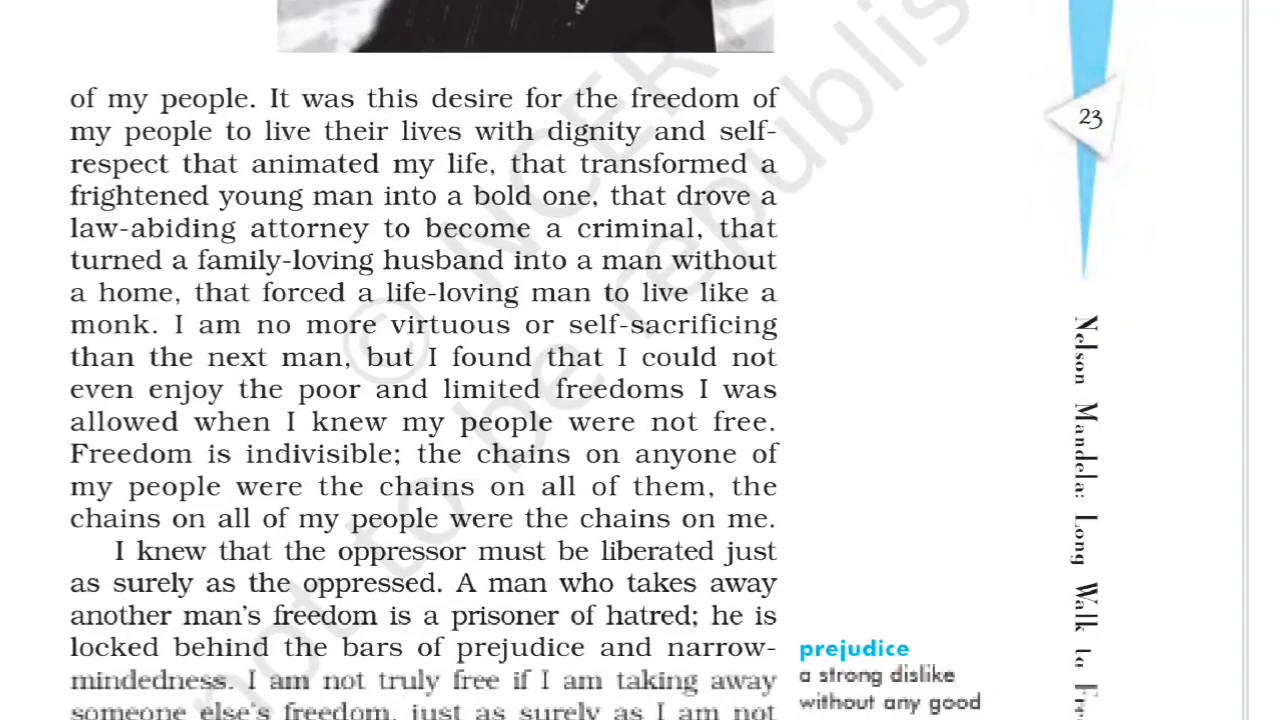 of my people. It was this desire for the freedom of
my people to live their lives with dignity and self-
respect that animated my life, that transformed a
frightened young man into a bold one, that drove a
law-abiding attorney to become a criminal, that
turned a family-loving husband into a man without
a home, that forced a life-loving man to live like a
monk. I am no more virtuous or self-sacrificing
than the next man, but I found that I could not
even enjoy the poor and limited freedoms I was
allowed when I knew my people were not free.
Freedom is indivisible; the chains on anyone of
my people were the chains on all of them, the
chains on all of my people were the chains on me.
I knew that the oppressor must be liberated just
as surely as the oppressed. A man who takes away
another man's freedom is a prisoner of hatred; he is
locked behind the bars of prejudice and narrow-
mindedness. I am not truly free if I am taking away
someone else's freedom, just as surely as I am not
prejudice
a strong dislike
without any good
23
Nelson Mandela: Long Walk to
© NCER
not to be republis